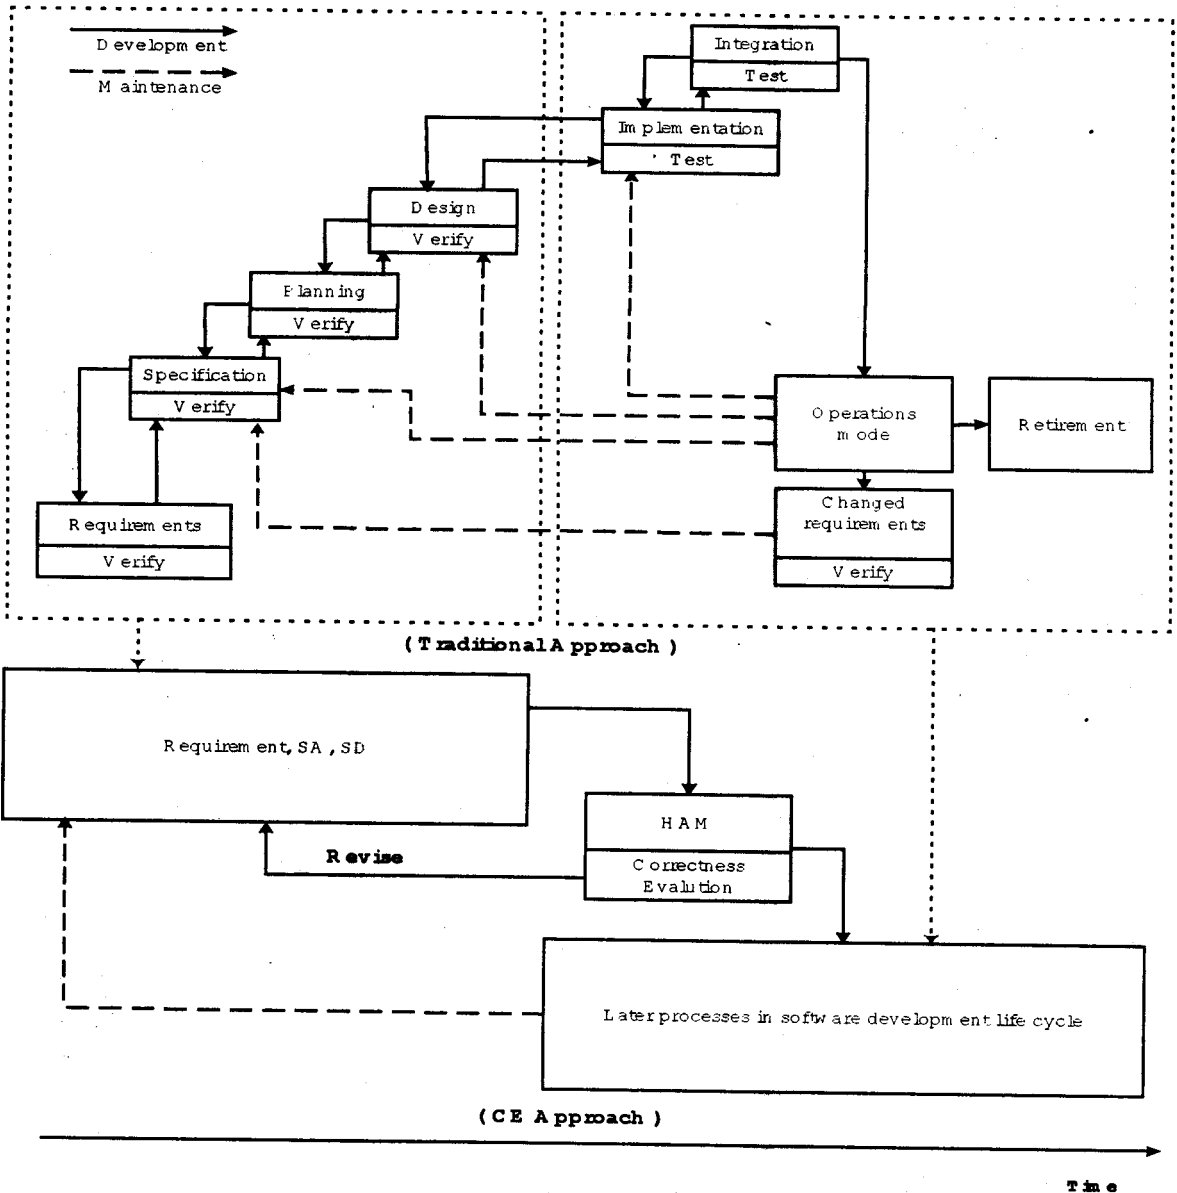 Development
Maintenance
Integration
Test
Implementation
Test
Design
Verify
Planning
Verify
Specification
Verify
Requirements
Verify
Operations
mode
Retirement
Changed
requirements
Verify
(Traditional Approach)
Requirement, SA, SD
HAM
Correctness
Evalution
Revise
Later processes in software development life cycle
(CE Approach)
Time